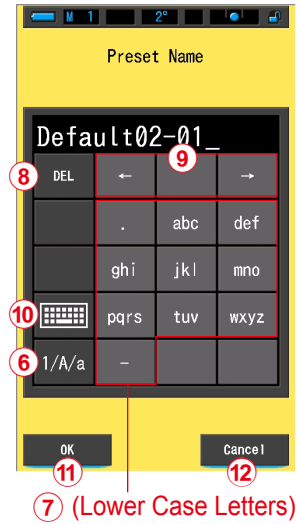 M 1 2°
Preset Name
Default02-01_
⑨
⑧ DEL ← →
. abc def
ghi jkl mno
⑩ pqrs tuv wxyz
⑥ 1/A/a -
OK Cancel
⑪ ⑫
⑦ (Lower Case Letters)